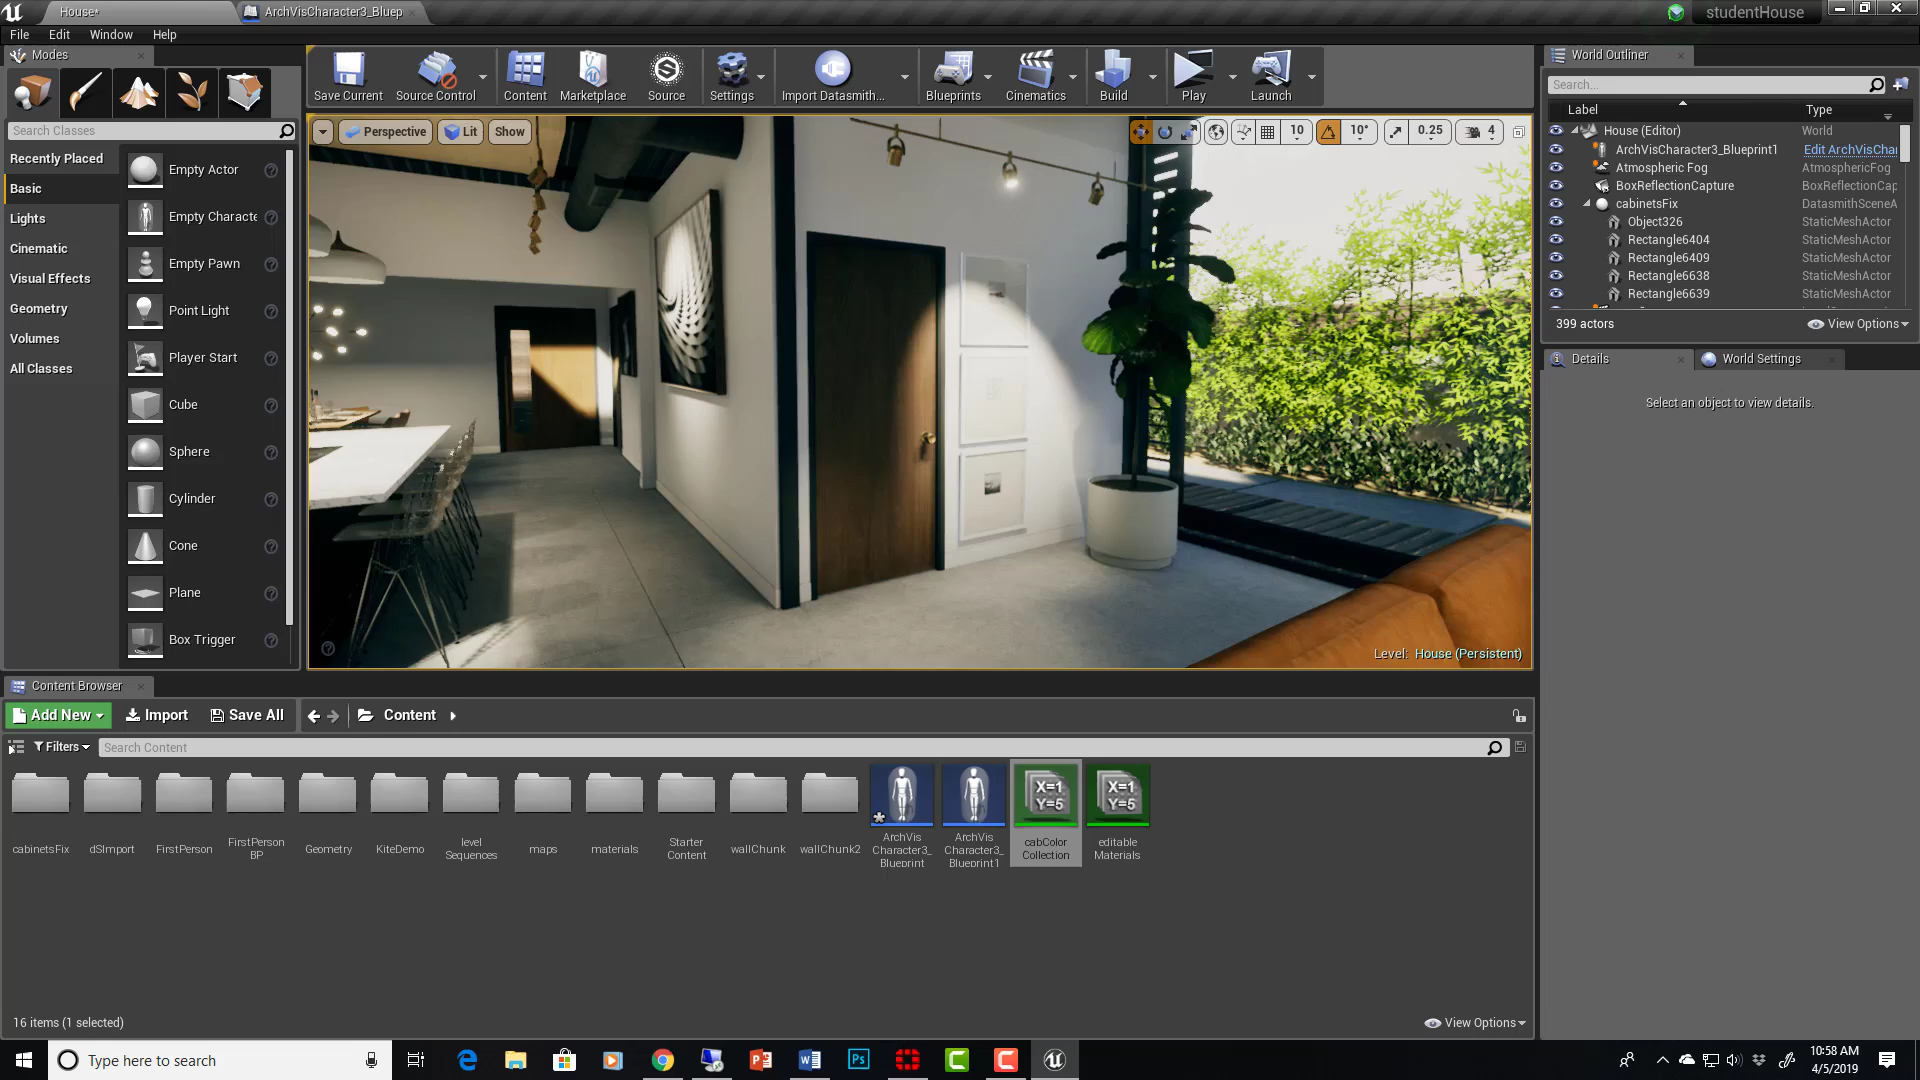 House*
ArchVisCharacter3_Bluep
studentHouse
File Edit Window Help
Modes
Search Classes
Recently Placed
Basic
Lights
Cinematic
Visual Effects
Geometry
Volumes
All Classes
Empty Actor
Empty Characte
Empty Pawn
Point Light
Player Start
Cube
Sphere
Cylinder
Cone
Plane
Box Trigger
Save Current
Source Control
Content
Marketplace
Source
Settings
Import Datasmith...
Blueprints
Cinematics
Build
Play
Launch
Perspective
Lit
Show
10
10°
0.25
4
Level: House (Persistent)
World Outliner
Search...
Label Type
House (Editor) World
ArchVisCharacter3_Blueprint1 Edit ArchVisChar
Atmospheric Fog AtmosphericFog
BoxReflectionCapture BoxReflectionCap
cabinetsFix DatasmithSceneA
Object326 StaticMeshActor
Rectangle6404 StaticMeshActor
Rectangle6409 StaticMeshActor
Rectangle6638 StaticMeshActor
Rectangle6639 StaticMeshActor
399 actors
View Options
Details
World Settings
Select an object to view details.
Content Browser
Add New
Import
Save All
Content
Filters
Search Content
cabinetsFix
dSImport
FirstPerson
FirstPerson
BP
Geometry
KiteDemo
level
Sequences
maps
materials
Starter
Content
wallChunk
wallChunk2
ArchVis
Character3_
Blueprint
ArchVis
Character3_
Blueprint1
X=1
Y=5
cabColor
Collection
X=1
Y=5
editable
Materials
16 items (1 selected)
View Options
Type here to search
Ps
10:58 AM
4/5/2019